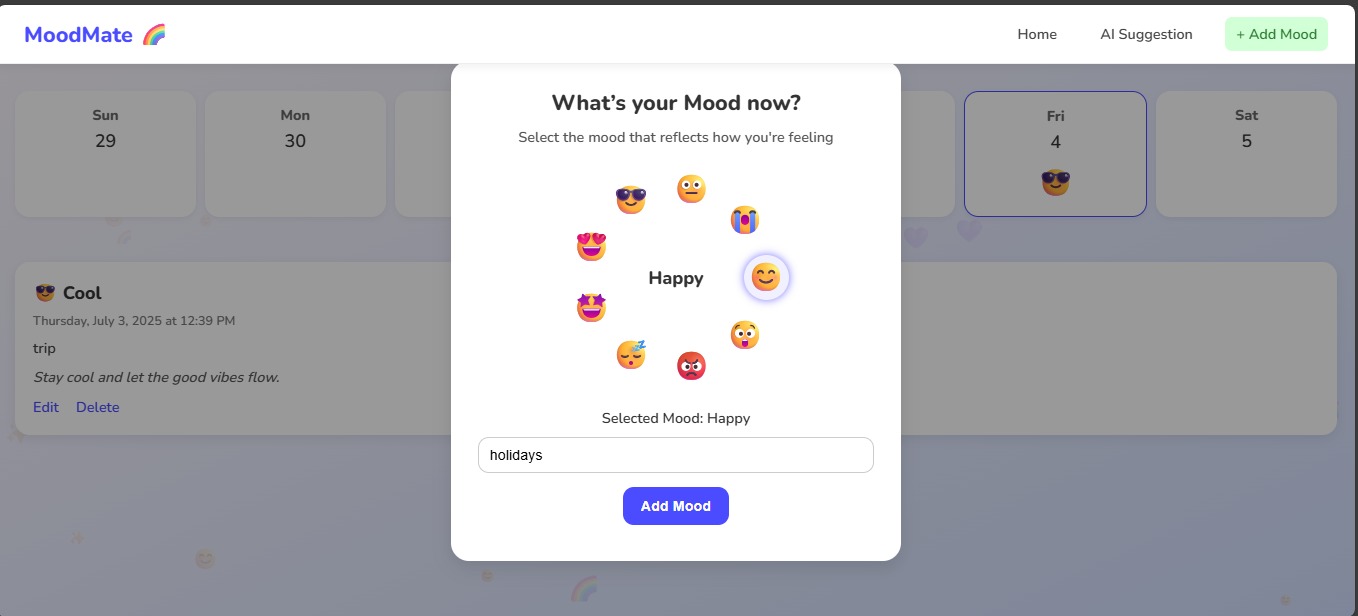 MoodMate 🌈
Home AI Suggestion + Add Mood
Sun Mon Fri Sat
29 30 4 5
What’s your Mood now?
Select the mood that reflects how you're feeling
Happy
Selected Mood: Happy
holidays
Add Mood
Cool
Thursday, July 3, 2025 at 12:39 PM
trip
Stay cool and let the good vibes flow.
Edit Delete